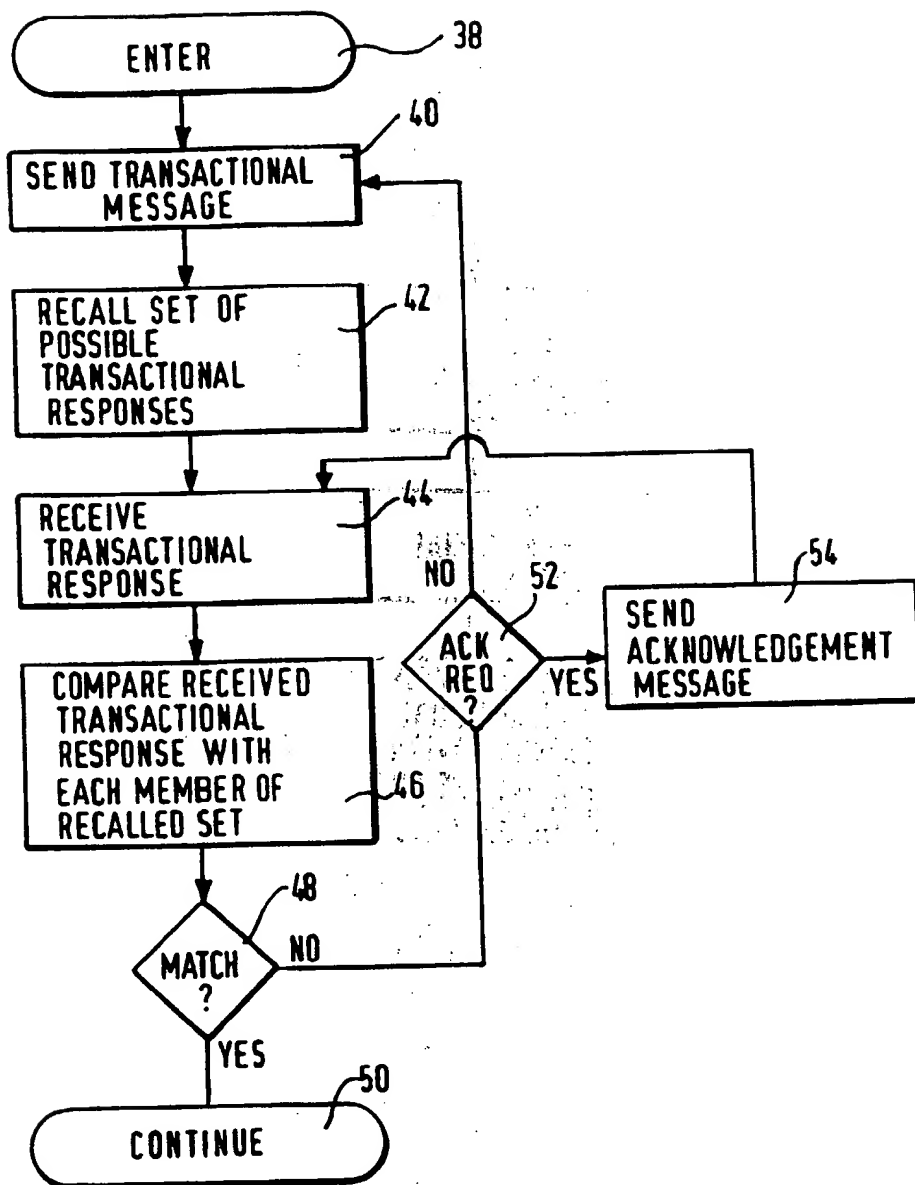 ENTER
38
40
SEND TRANSACTIONAL
MESSAGE
42
RECALL SET OF
POSSIBLE
TRANSACTIONAL
RESPONSES
44
RECEIVE
TRANSACTIONAL
RESPONSE
NO
52
ACK
REQ
?
YES
54
SEND
ACKNOWLEDGEMENT
MESSAGE
COMPARE RECEIVED
TRANSACTIONAL
RESPONSE WITH
EACH MEMBER OF
RECALLED SET
46
48
MATCH
?
NO
YES
50
CONTINUE